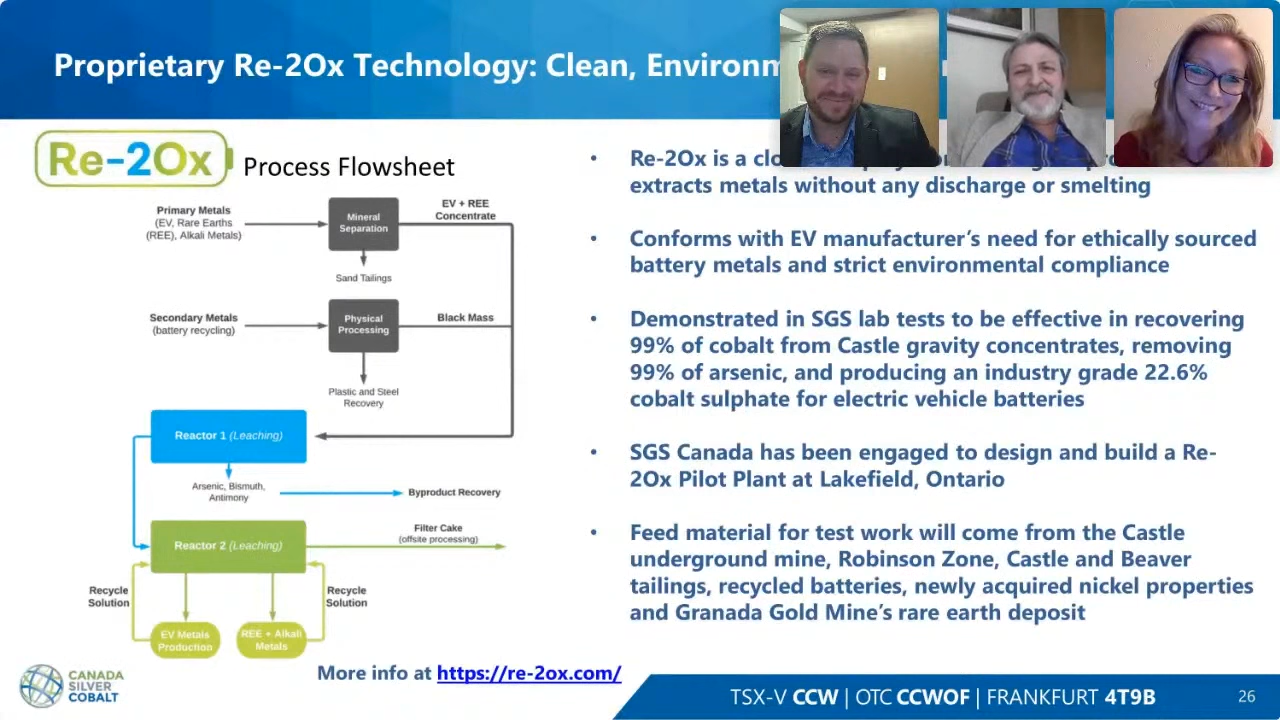 Proprietary Re-2Ox Technology: Clean,
Re-2Ox
Process Flowsheet
Primary Metals
(EV, Rare Earths
(REE), Alkali Metals)
Mineral
Separation
EV + REE
Concentrate
Sand Tailings
Secondary Metals
(battery recycling)
Physical
Processing
Black Mass
Plastic and Steel
Recovery
Reactor 1 (Leaching)
Arsenic, Bismuth,
Antimony
Byproduct Recovery
Reactor 2 (Leaching)
Filter Cake
(offsite processing)
Recycle
Solution
Recycle
Solution
EV Metals
Production
REE + Alkali
Metals
• Re-2Ox is a
extracts metals without any discharge or smelting
• Conforms with EV manufacturer's need for ethically sourced
battery metals and strict environmental compliance
• Demonstrated in SGS lab tests to be effective in recovering
99% of cobalt from Castle gravity concentrates, removing
99% of arsenic, and producing an industry grade 22.6%
cobalt sulphate for electric vehicle batteries
• SGS Canada has been engaged to design and build a Re-
2Ox Pilot Plant at Lakefield, Ontario
• Feed material for test work will come from the Castle
underground mine, Robinson Zone, Castle and Beaver
tailings, recycled batteries, newly acquired nickel properties
and Granada Gold Mine's rare earth deposit
More info at https://re-2ox.com/
CANADA
SILVER
COBALT
TSX-V CCW | OTC CCWOF | FRANKFURT 4T9B
26